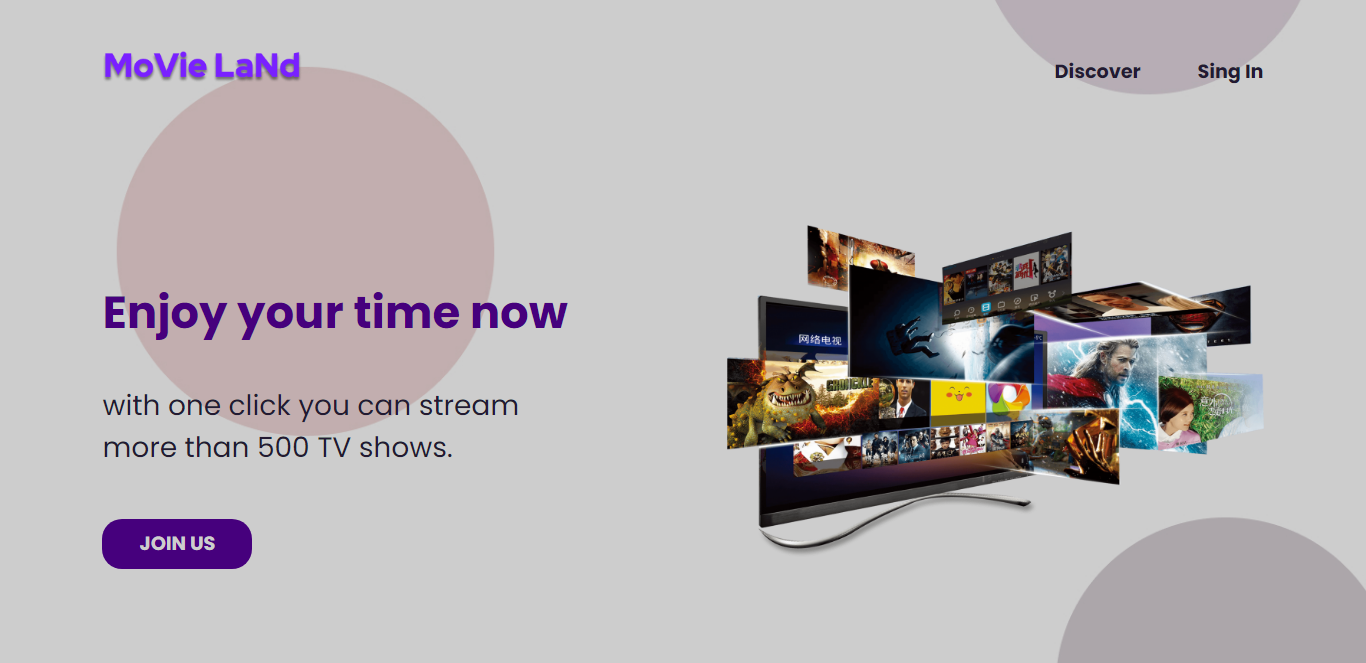 MoVie LaNd
Discover
Sing In
Enjoy your time now
with one click you can stream
more than 500 TV shows.
JOIN US
网络电视